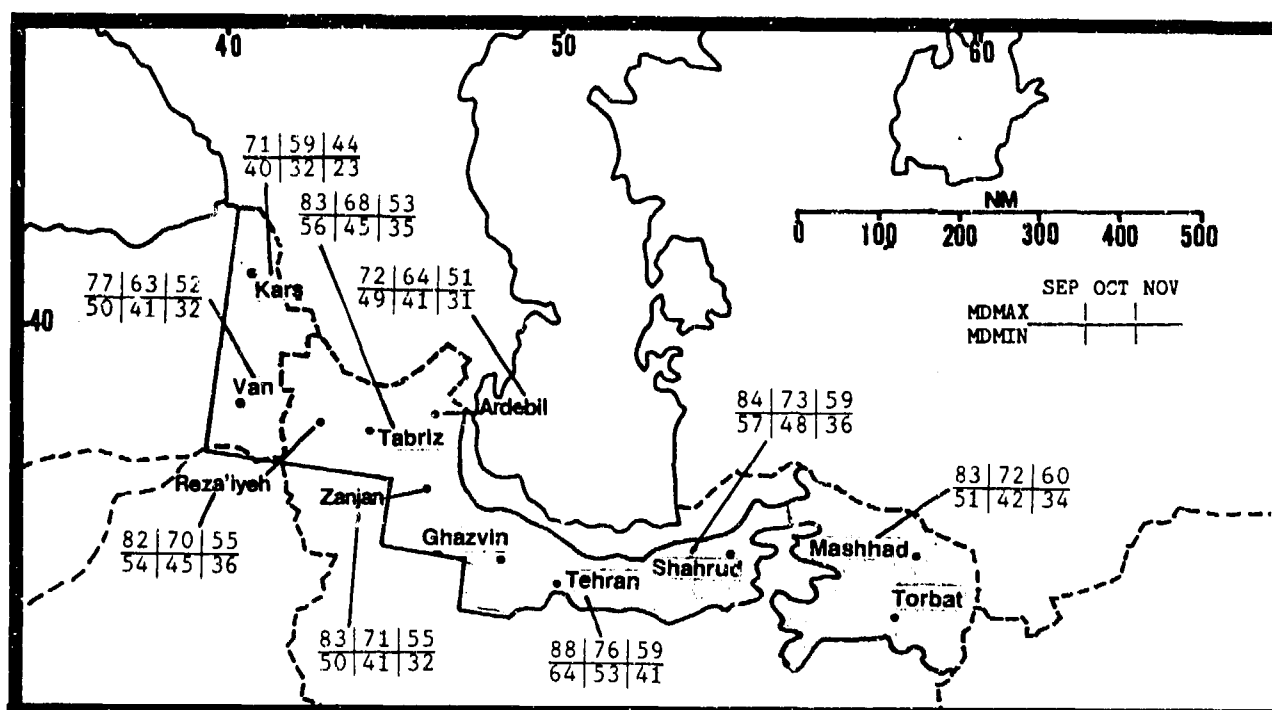 40 50 60
71|59|44
40|32|23
83|68|53
56|45|35
NM
0 100 200 300 400 500
77|63|52
50|41|32
Kars
72|64|51
49|41|31
SEP OCT NOV
MDMAX
MDMIN
40
Van
Ardebil
84|73|59
57|48|36
Tabriz
Reza'iyeh
Zanjan
83|72|60
51|42|34
82|70|55
54|45|36
Ghazvin
Tehran
Shahrud
Mashhad
Torbat
83|71|55
50|41|32
88|76|59
64|53|41